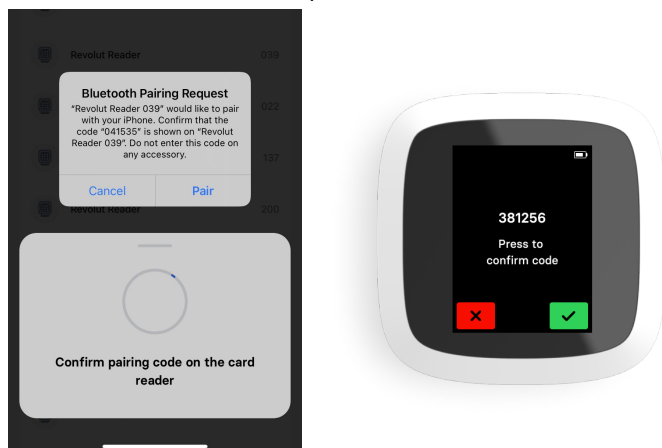 Revolut Reader 039
Bluetooth Pairing Request
“Revolut Reader 039” would like to pair
with your iPhone. Confirm that the
code “041535” is shown on “Revolut
Reader 039”. Do not enter this code on
any accessory.
022
137
Cancel Pair
Revolut Reader 200
Confirm pairing code on the card
reader
381256
Press to
confirm code